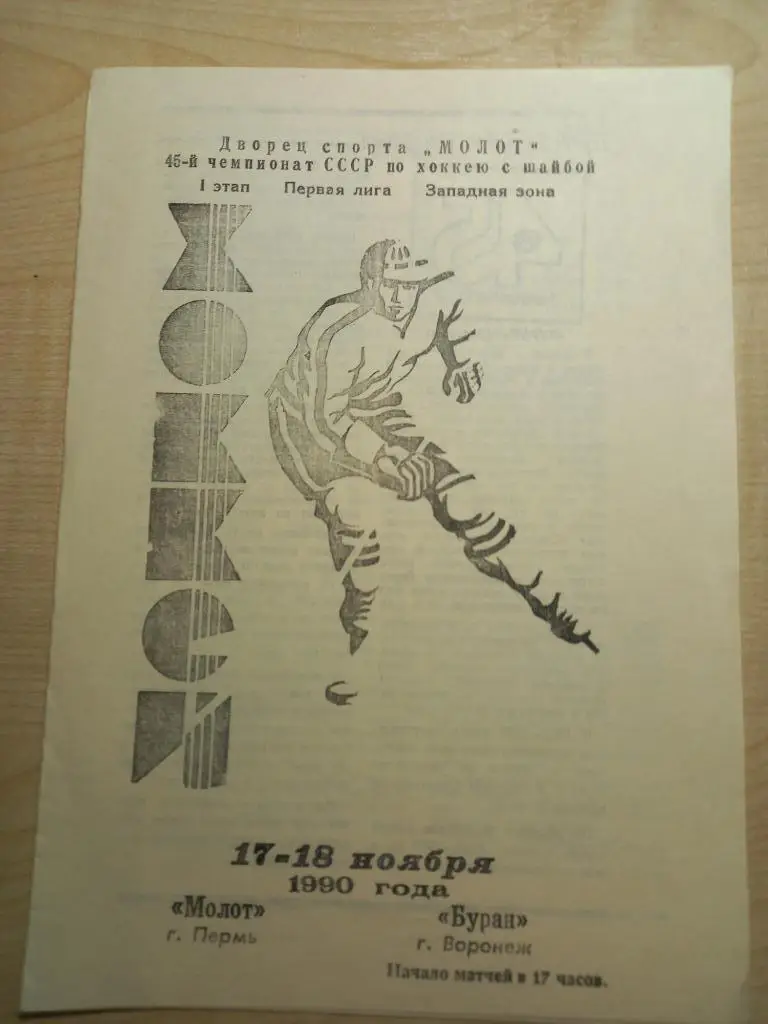 Дворец спорта „МОЛОТ“
45-й чемпионат СССР по хоккею с шайбой
I этап Первая лига Западная зона
ХОККЕЙ
17-18 ноября
1990 года
«Молот» «Буран»
г. Пермь г. Воронеж
Начало матчей в 17 часов.